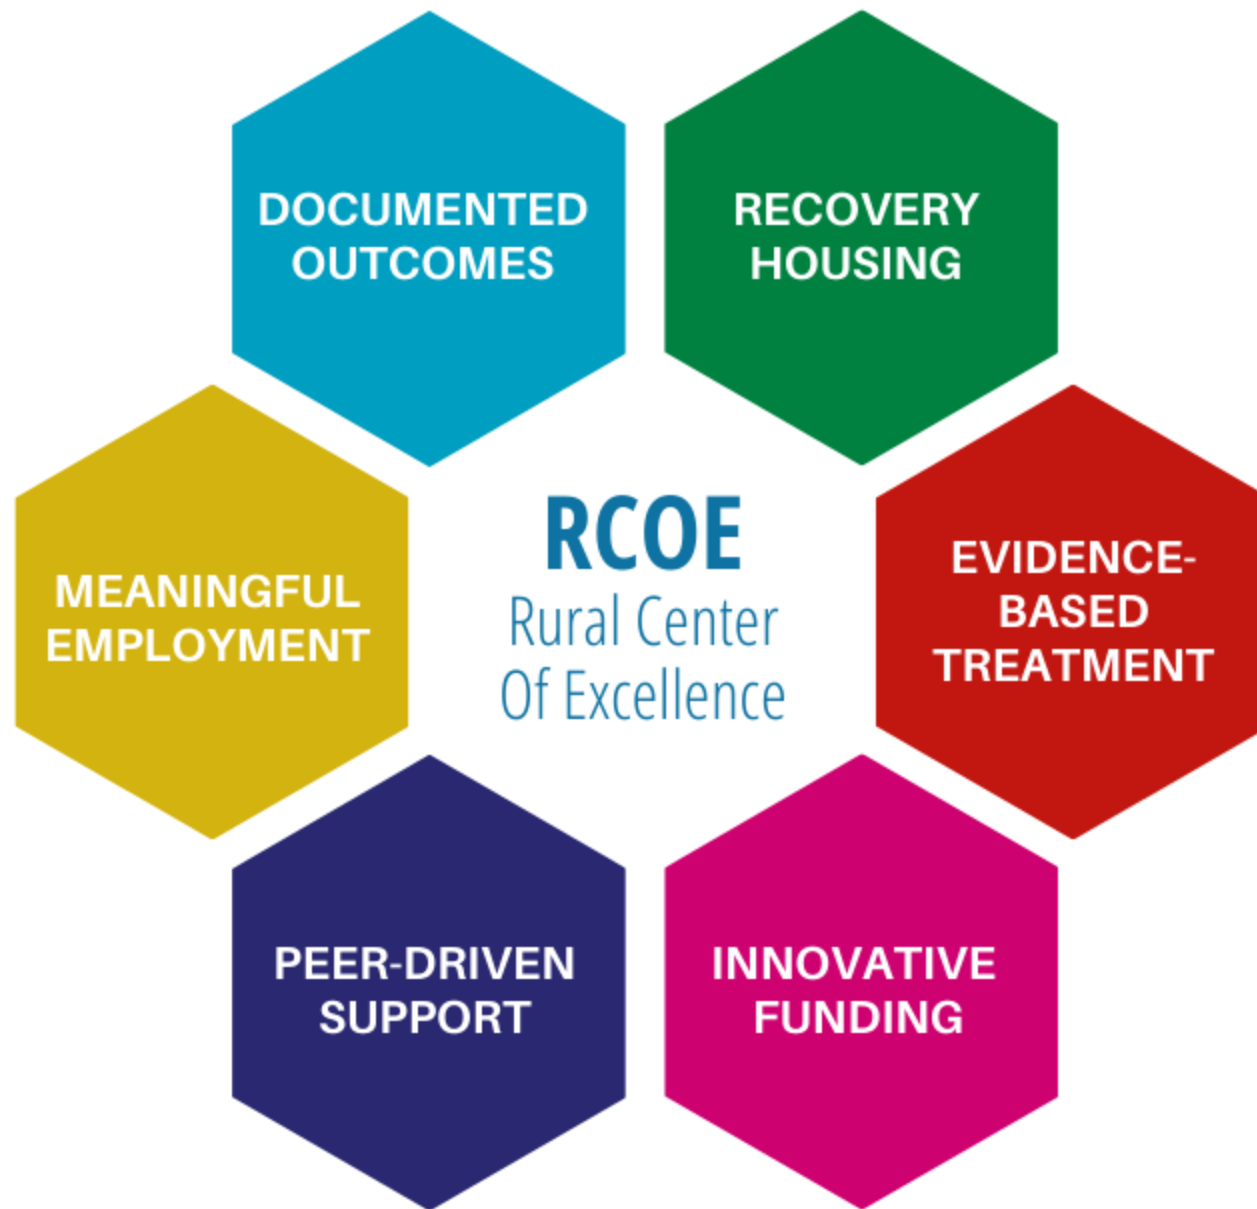 DOCUMENTED
OUTCOMES
RECOVERY
HOUSING
MEANINGFUL
EMPLOYMENT
RCOE
Rural Center
Of Excellence
EVIDENCE-
BASED
TREATMENT
PEER-DRIVEN
SUPPORT
INNOVATIVE
FUNDING